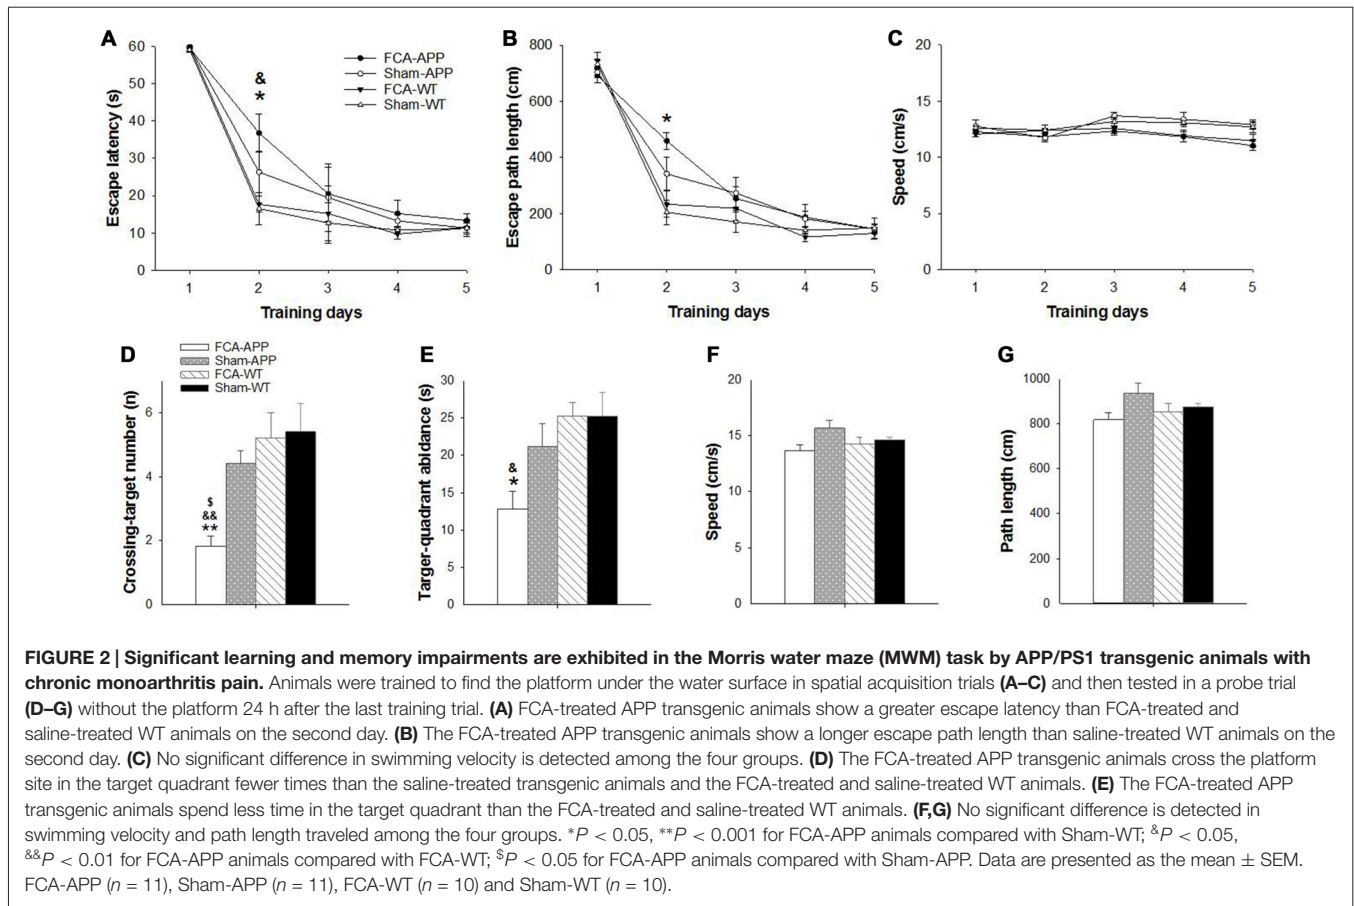 A
B
C
60
50
40
30
20
10
0
Escape latency (s)
&
*
FCA-APP
Sham-APP
FCA-WT
Sham-WT
1 2 3 4 5
Training days
800
600
400
200
0
Escape path length (cm)
*
1 2 3 4 5
Training days
20
15
10
5
0
Speed (cm/s)
1 2 3 4 5
Training days
D
FCA-APP
Sham-APP
FCA-WT
Sham-WT
6
4
2
0
Crossing-target number (n)
$
&&
**
E
30
25
20
15
10
5
0
Targer-quadrant abidance (s)
&
*
F
20
15
10
5
0
Speed (cm/s)
G
1000
800
600
400
200
0
Path length (cm)
FIGURE 2 | Significant learning and memory impairments are exhibited in the Morris water maze (MWM) task by APP/PS1 transgenic animals with
chronic monoarthritis pain. Animals were trained to find the platform under the water surface in spatial acquisition trials (A–C) and then tested in a probe trial
(D–G) without the platform 24 h after the last training trial. (A) FCA-treated APP transgenic animals show a greater escape latency than FCA-treated and
saline-treated WT animals on the second day. (B) The FCA-treated APP transgenic animals show a longer escape path length than saline-treated WT animals on the
second day. (C) No significant difference in swimming velocity is detected among the four groups. (D) The FCA-treated APP transgenic animals cross the platform
site in the target quadrant fewer times than the saline-treated transgenic animals and the FCA-treated and saline-treated WT animals. (E) The FCA-treated APP
transgenic animals spend less time in the target quadrant than the FCA-treated and saline-treated WT animals. (F,G) No significant difference is detected in
swimming velocity and path length traveled among the four groups. *P < 0.05, **P < 0.001 for FCA-APP animals compared with Sham-WT; &P < 0.05,
&&P < 0.01 for FCA-APP animals compared with FCA-WT; $P < 0.05 for FCA-APP animals compared with Sham-APP. Data are presented as the mean ± SEM.
FCA-APP (n = 11), Sham-APP (n = 11), FCA-WT (n = 10) and Sham-WT (n = 10).